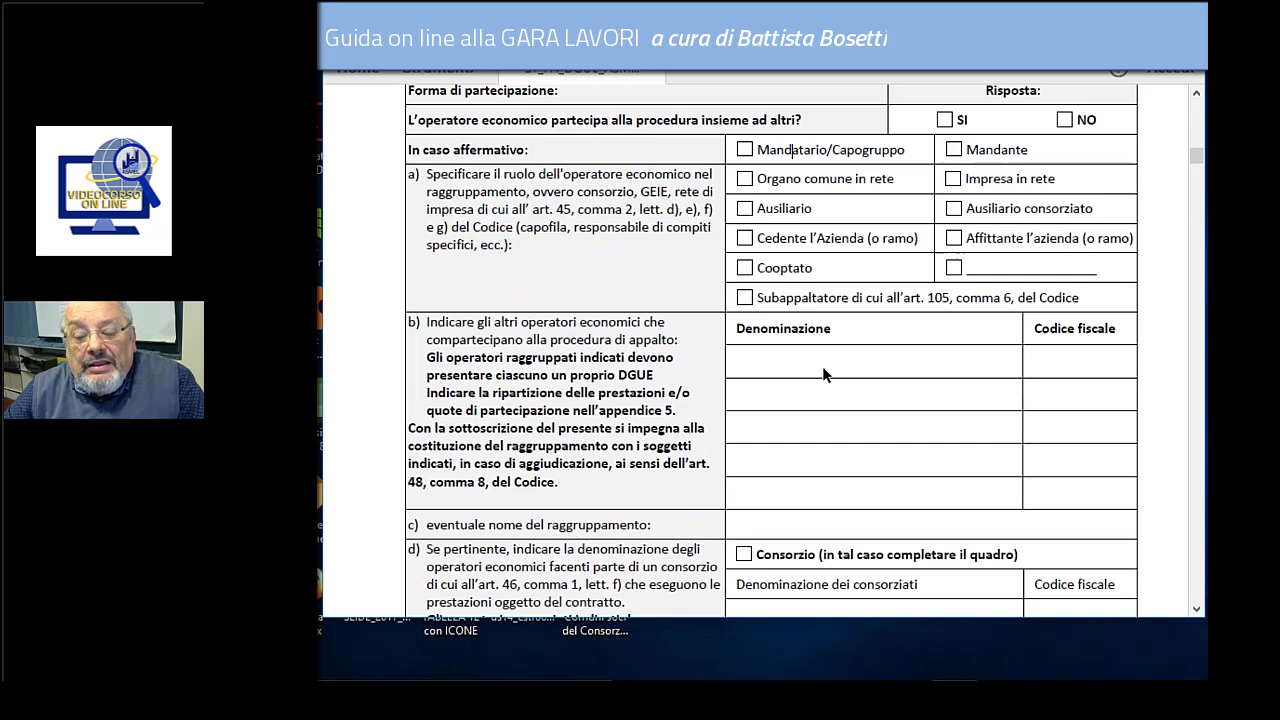 Guida on line alla GARA LAVORI a cura di Battista Bosetti
Forma di partecipazione:
Risposta:
L'operatore economico partecipa alla procedura insieme ad altri?
SI
NO
In caso affermativo:
Mandatario/Capogruppo
Mandante
a) Specificare il ruolo dell'operatore economico nel
raggruppamento, ovvero consorzio, GEIE, rete di
impresa di cui all' art. 45, comma 2, lett. d), e), f)
e g) del Codice (capofila, responsabile di compiti
specifici, ecc.):
Organo comune in rete
Impresa in rete
Ausiliario
Ausiliario consorziato
Cedente l'Azienda (o ramo)
Affittante l'azienda (o ramo)
Cooptato
Subappaltatore di cui all'art. 105, comma 6, del Codice
b) Indicare gli altri operatori economici che
compartecipano alla procedura di appalto:
Gli operatori raggruppati indicati devono
presentare ciascuno un proprio DGUE
Indicare la ripartizione delle prestazioni e/o
quote di partecipazione nell'appendice 5.
Con la sottoscrizione del presente si impegna alla
costituzione del raggruppamento con i soggetti
indicati, in caso di aggiudicazione, ai sensi dell'art.
48, comma 8, del Codice.
Denominazione
Codice fiscale
c) eventuale nome del raggruppamento:
d) Se pertinente, indicare la denominazione degli
operatori economici facenti parte di un consorzio
di cui all'art. 46, comma 1, lett. f) che eseguono le
prestazioni oggetto del contratto.
Consorzio (in tal caso completare il quadro)
Denominazione dei consorziati
Codice fiscale
con ICONE
del Consorz...
VIDEOCORSO
ON LINE